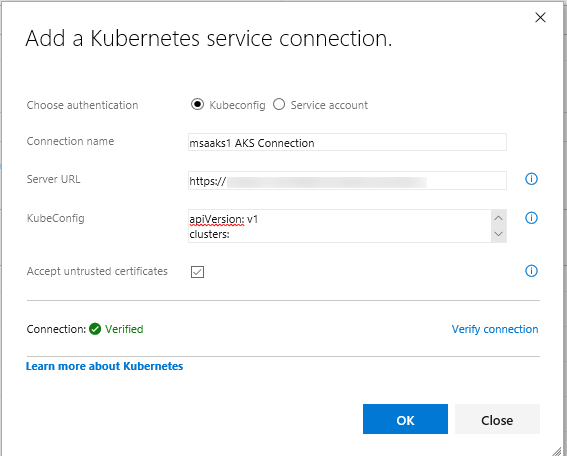 Add a Kubernetes service connection.
Choose authentication Kubeconfig Service account
Connection name msaaks1 AKS Connection
Server URL https://
KubeConfig apiVersion: v1
clusters:
Accept untrusted certificates
Connection: Verified Verify connection
Learn more about Kubernetes
OK Close